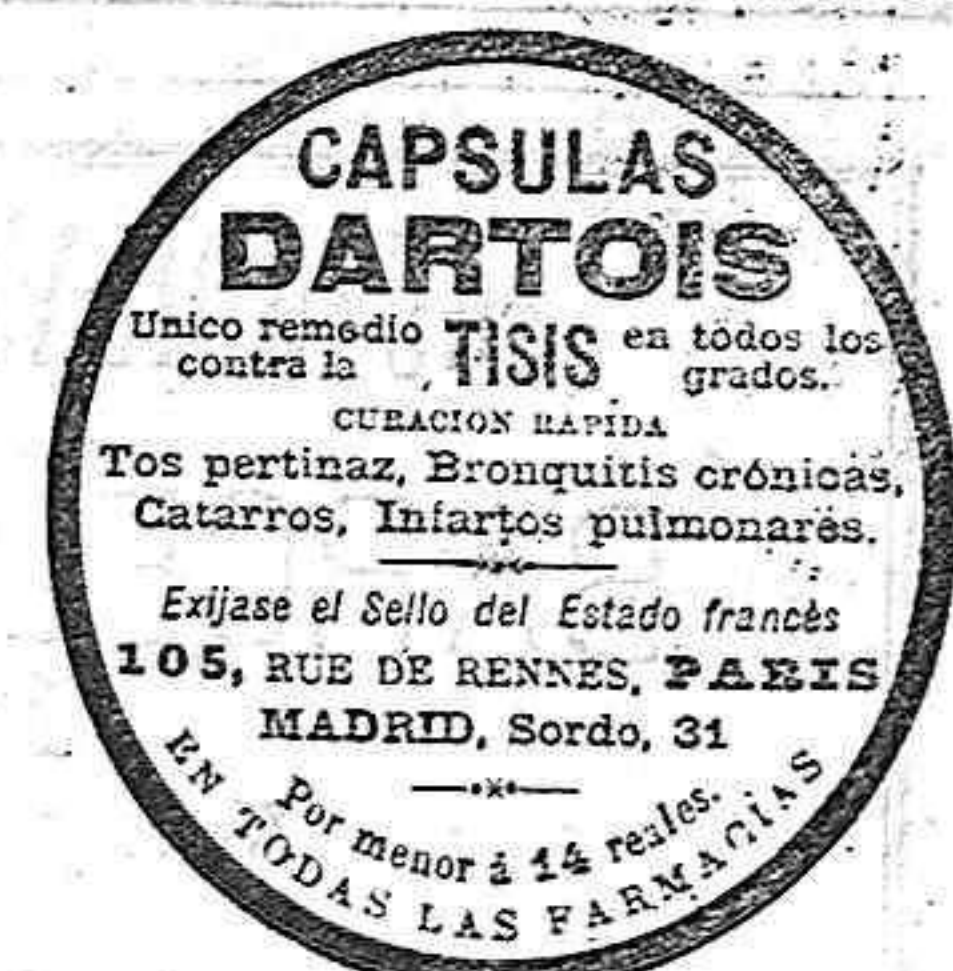 CAPSULAS
DARTOIS
Unico remedio contra la TISIS en todos los grados.
CURACION RAPIDA
Tos pertinaz, Bronquitis crónicas,
Catarros, Infartos pulmonares.
Exijase el Sello del Estado francès
105, RUE DE RENNES, PARIS
MADRID, Sordo, 31
Por menor á 14 reales.
EN TODAS LAS FARMACIAS